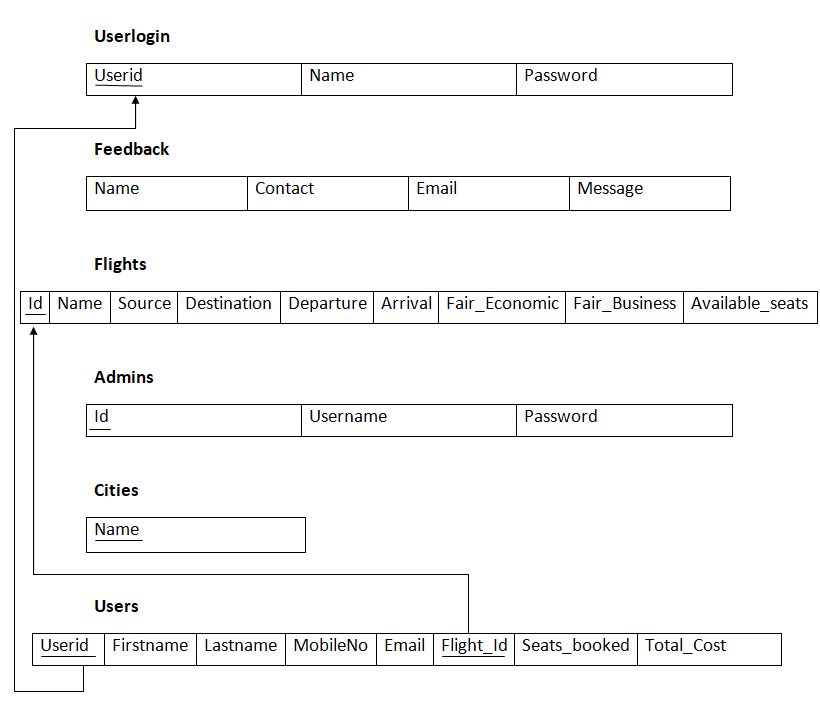 Userlogin
Userid Name Password
Feedback
Name Contact Email Message
Flights
Id Name Source Destination Departure Arrival Fair_Economic Fair_Business Available_seats
Admins
Id Username Password
Cities
Name
Users
Userid Firstname Lastname MobileNo Email Flight_Id Seats_booked Total_Cost